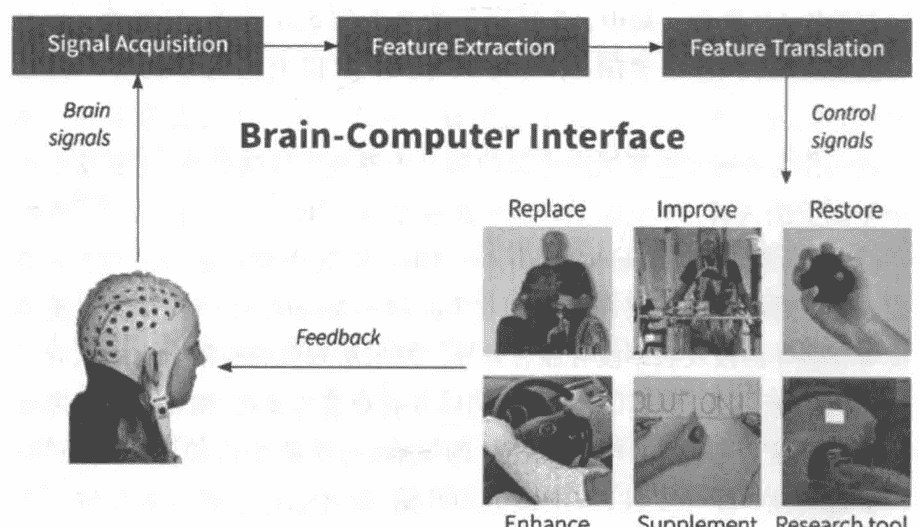 Signal Acquisition
Feature Extraction
Feature Translation
Brain
signals
Control
signals
Brain-Computer Interface
Replace
Improve
Restore
Feedback
Enhance
Supplement
Research tool